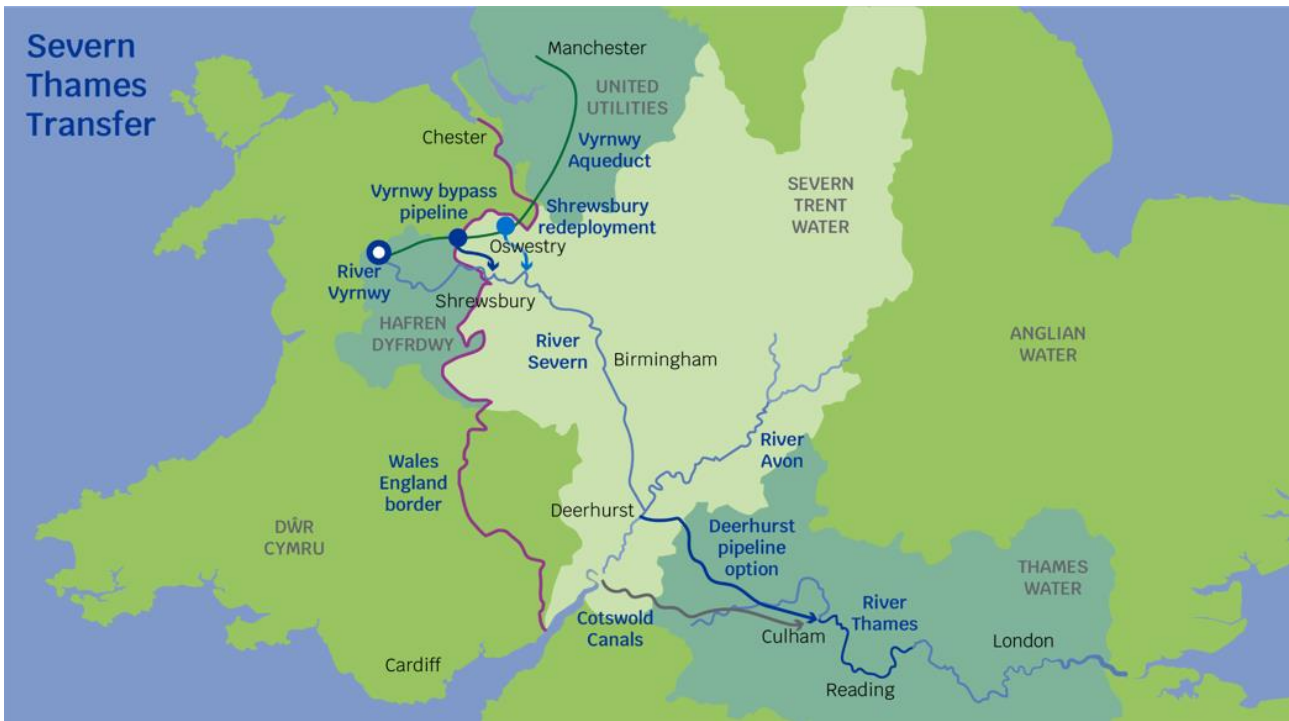 Severn
Thames
Transfer
Manchester
UNITED
UTILITIES
Chester
Vyrnwy
Aqueduct
Vyrnwy bypass
pipeline
Shrewsbury
redeployment
SEVERN
TRENT
WATER
Oswestry
River
Vyrnwy
Shrewsbury
HAFREN
DYFRDWY
River
Severn
Birmingham
ANGLIAN
WATER
Wales
England
border
River
Avon
Deerhurst
DŴR
CYMRU
Deerhurst
pipeline
option
THAMES
WATER
Cotswold
Canals
Culham
River
Thames
London
Cardiff
Reading